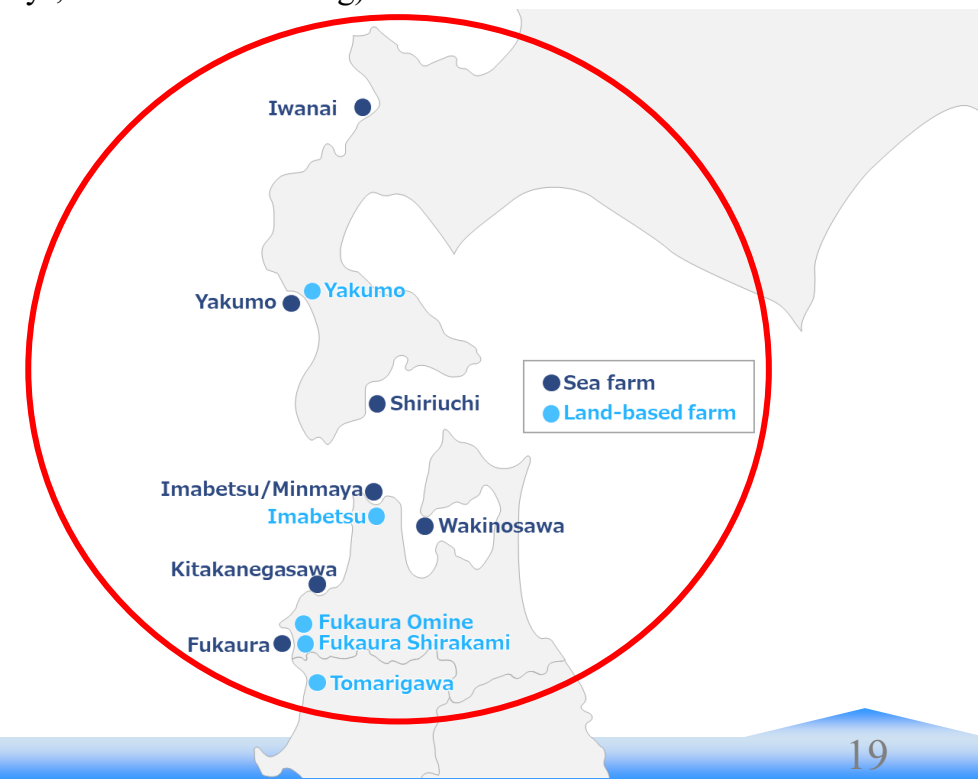 Iwanai
Yakumo
Yakumo
Sea farm
Land-based farm
Shiriuchi
Imabetsu/Minmaya
Imabetsu
Wakinosawa
Kitakanegasawa
Fukaura Omine
Fukaura
Fukaura Shirakami
Tomarigawa
19